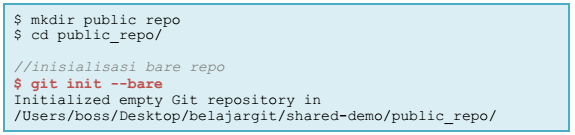 $ mkdir public repo
$ cd public_repo/
//inisialisasi bare repo
$ git init --bare
Initialized empty Git repository in
/Users/boss/Desktop/belajargit/shared-demo/public_repo/